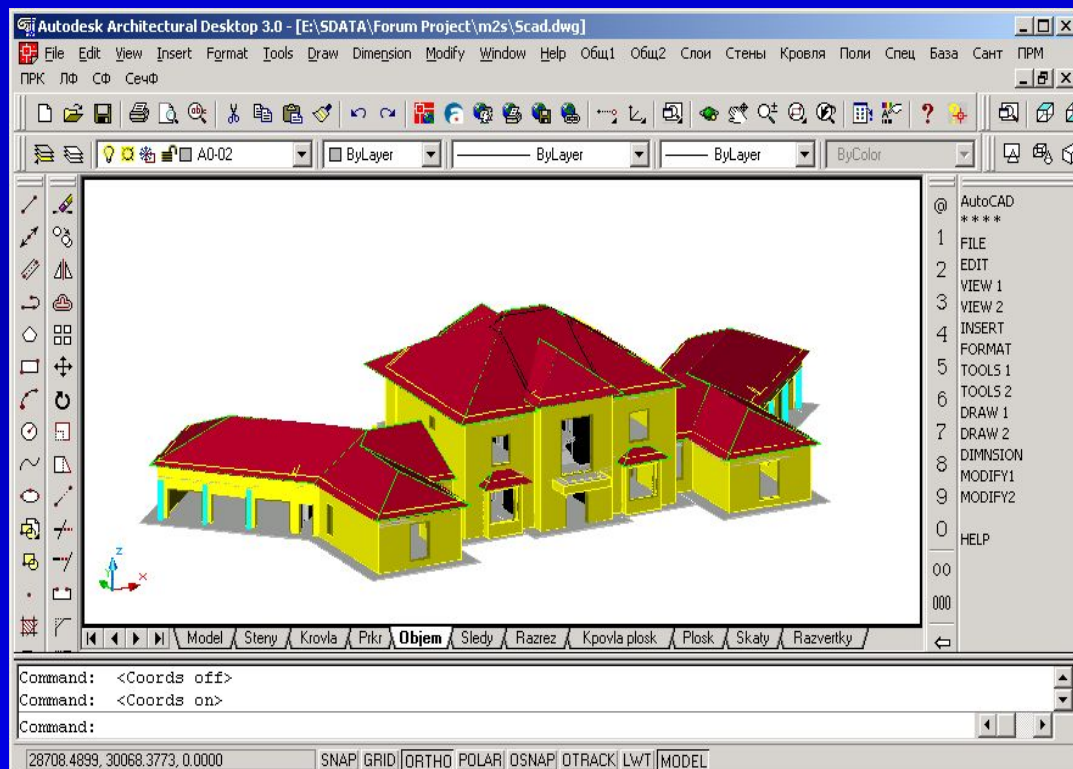 Autodesk Architectural Desktop 3.0 - [E:\SDATA\Forum Project\m2s\Scad.dwg]
File Edit View Insert Format Tools Draw Dimension Modify Window Help Общ1 Общ2 Слои Стены Кровля Поли Спец База Сант ПРМ
ПРК ЛФ СФ СечФ
A0-02 ByLayer ByLayer ByLayer ByColor
@
1
2
3
4
5
6
7
8
9
0
00
000
AutoCAD
* * * *
FILE
EDIT
VIEW 1
VIEW 2
INSERT
FORMAT
TOOLS 1
TOOLS 2
DRAW 1
DRAW 2
DIMNSION
MODIFY1
MODIFY2
HELP
Z
X
Model Steny Krovla Prkr Objem Sledy Razrez Kpovla plosk Plosk Skaty Razvertky
Command: <Coords off>
Command: <Coords on>
Command:
28708.4899, 30068.3773, 0.0000 SNAP GRID ORTHO POLAR OSNAP OTRACK LWT MODEL